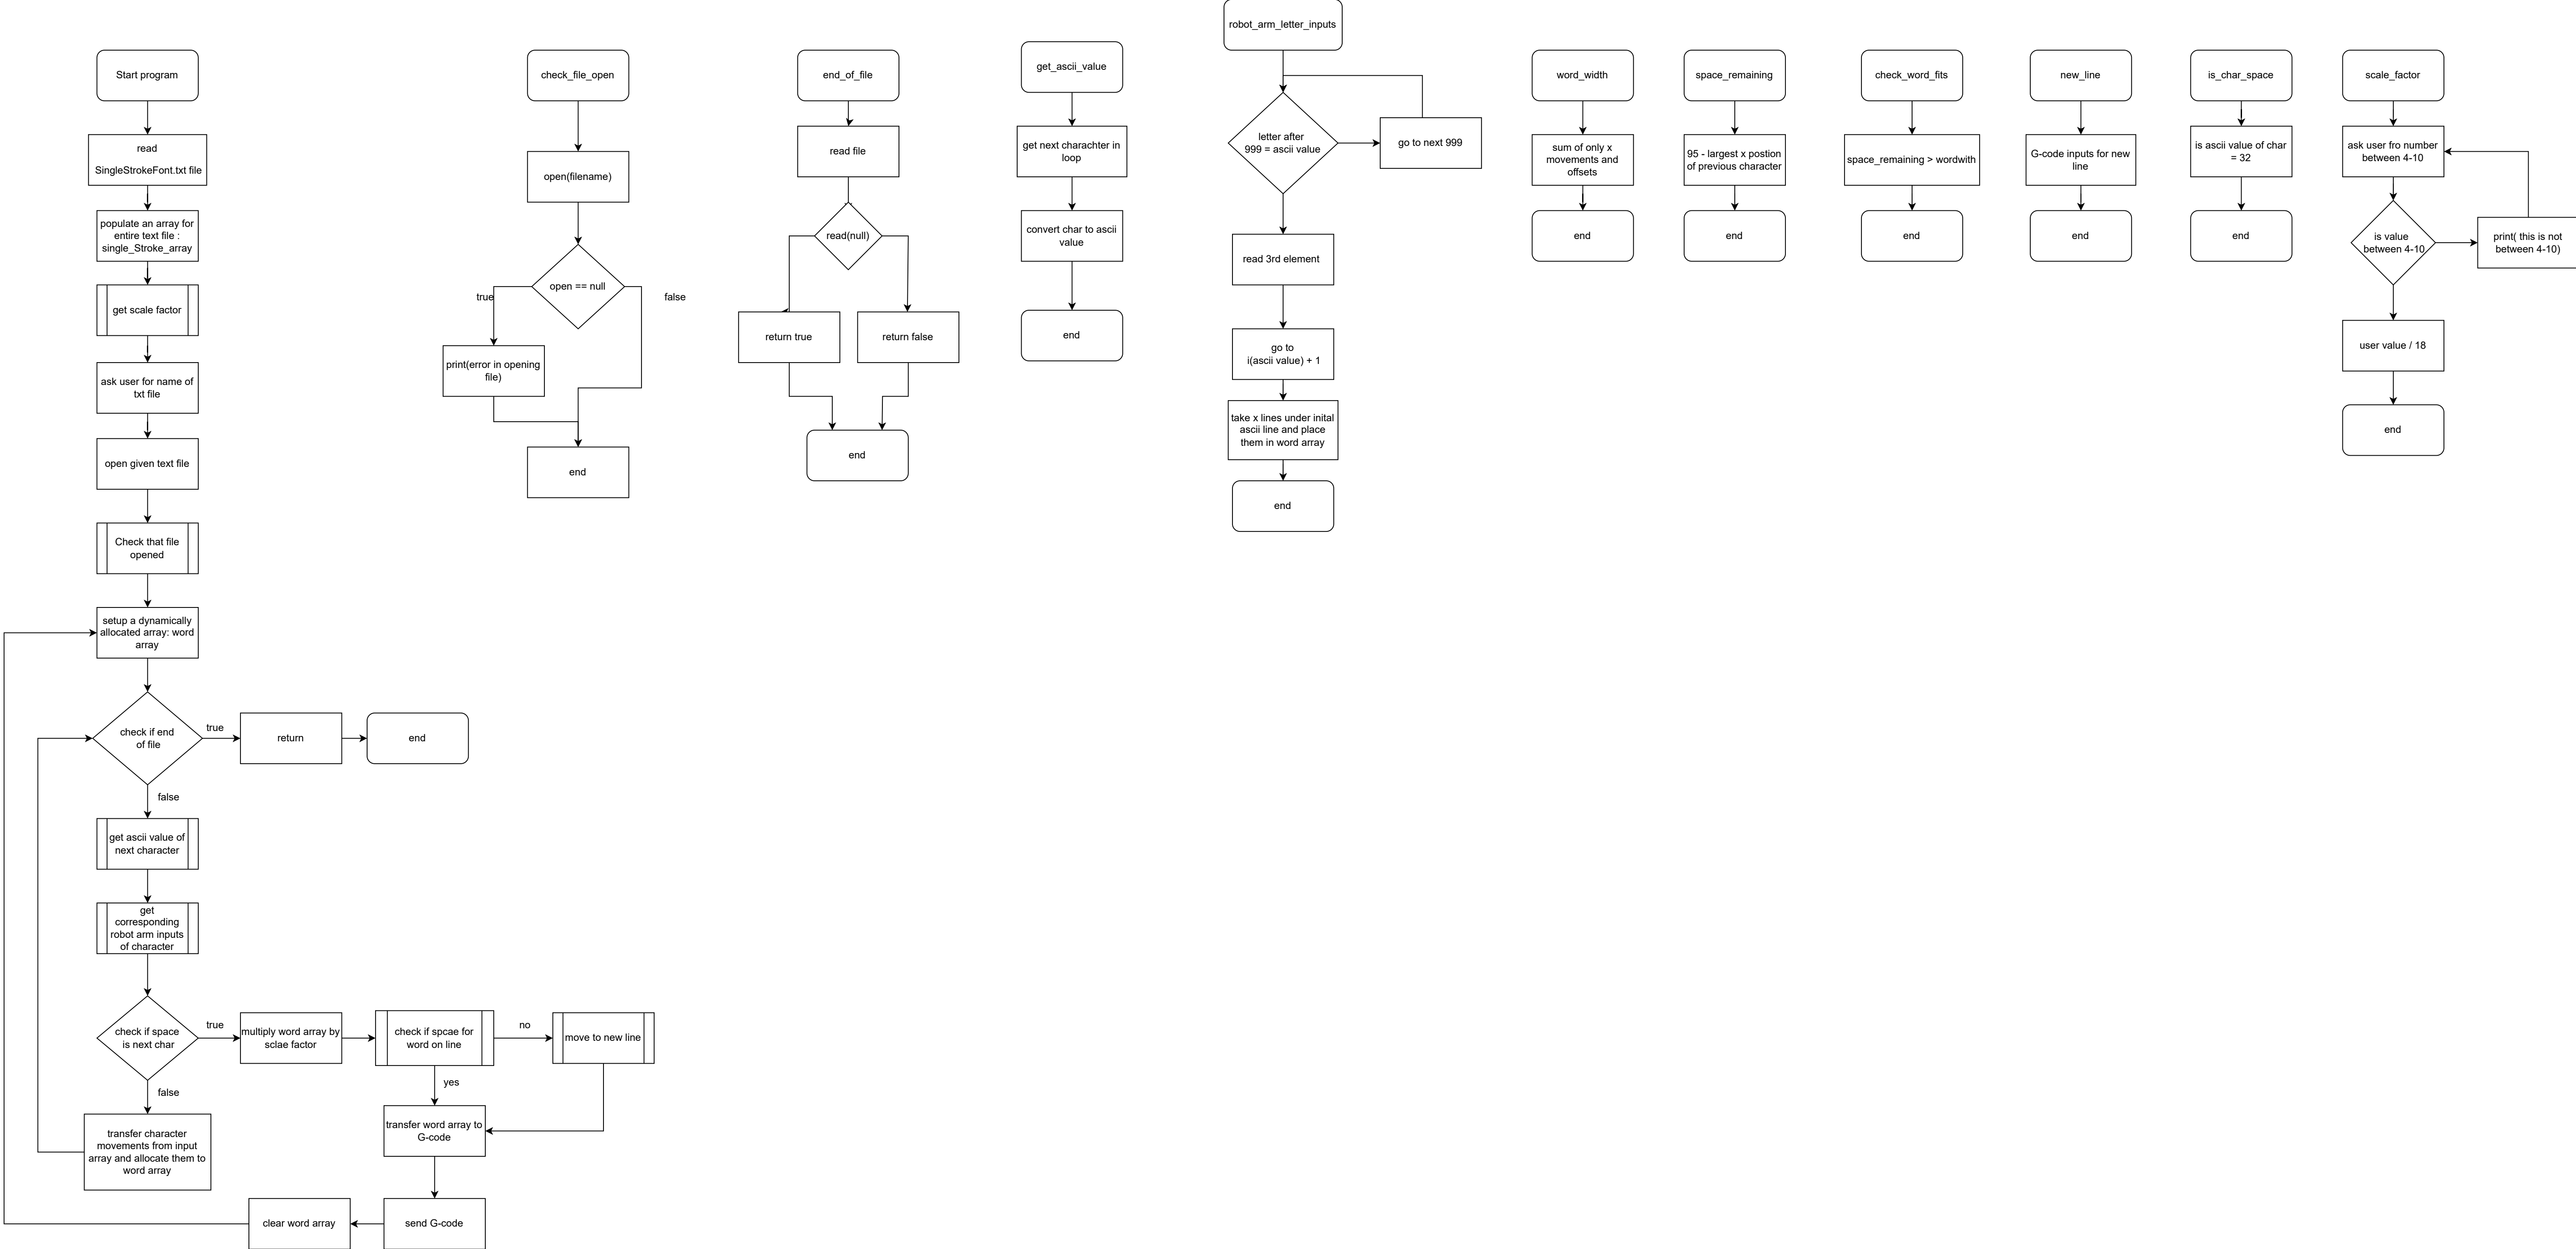 Start program
read
SingleStrokeFont.txt file
populate an array for
entire text file :
single_Stroke_array
get scale factor
ask user for name of
txt file
open given text file
Check that file
opened
setup a dynamically
allocated array: word
array
check if end
of file
true
return
end
false
get ascii value of
next character
get
corresponding
robot arm inputs
of character
check if space
is next char
true
multiply word array by
sclae factor
check if spcae for
word on line
no
move to new line
yes
false
transfer character
movements from input
array and allocate them to
word array
transfer word array to
G-code
send G-code
clear word array
check_file_open
open(filename)
open == null
true
false
print(error in opening
file)
end
end_of_file
read file
read(null)
return true
return false
end
get_ascii_value
get next charachter in
loop
convert char to ascii
value
end
robot_arm_letter_inputs
letter after
999 = ascii value
go to next 999
read 3rd element
go to
i(ascii value) + 1
take x lines under inital
ascii line and place
them in word array
end
word_width
sum of only x
movements and
offsets
end
space_remaining
95 - largest x postion
of previous character
end
check_word_fits
space_remaining > wordwith
end
new_line
G-code inputs for new
line
end
is_char_space
is ascii value of char
= 32
end
scale_factor
ask user fro number
between 4-10
is value
between 4-10
print( this is not
between 4-10)
user value / 18
end